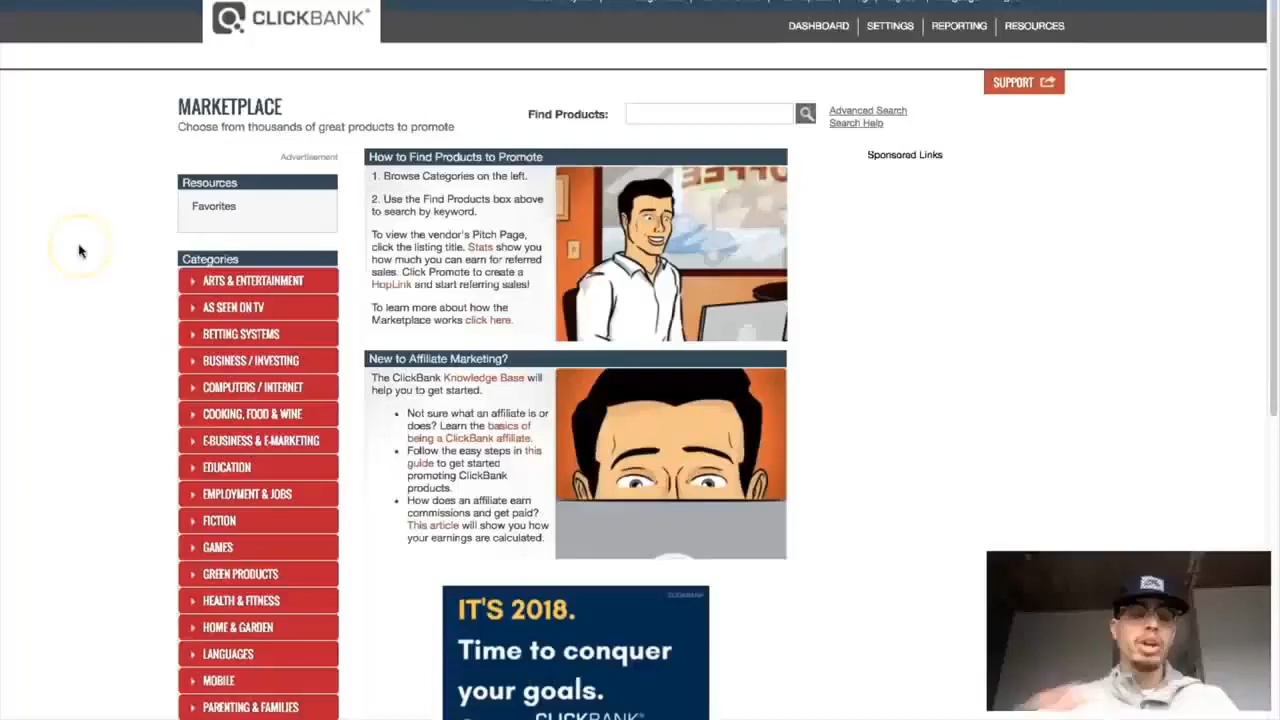 CLICKBANK®
DASHBOARD
SETTINGS
REPORTING
RESOURCES
SUPPORT
MARKETPLACE
Choose from thousands of great products to promote
Find Products:
Advanced Search
Search Help
Advertisement
Sponsored Links
Resources
Favorites
Categories
ARTS & ENTERTAINMENT
AS SEEN ON TV
BETTING SYSTEMS
BUSINESS / INVESTING
COMPUTERS / INTERNET
COOKING, FOOD & WINE
E-BUSINESS & E-MARKETING
EDUCATION
EMPLOYMENT & JOBS
FICTION
GAMES
GREEN PRODUCTS
HEALTH & FITNESS
HOME & GARDEN
LANGUAGES
MOBILE
PARENTING & FAMILIES
How to Find Products to Promote
1. Browse Categories on the left.
2. Use the Find Products box above
to search by keyword.
To view the vendor's Pitch Page,
click the listing title. Stats show you
how much you can earn for referred
sales. Click Promote to create a
HopLink and start referring sales!
To learn more about how the
Marketplace works click here.
COFFEE
New to Affiliate Marketing?
The ClickBank Knowledge Base will
help you to get started.
• Not sure what an affiliate is or
does? Learn the basics of
being a ClickBank affiliate.
• Follow the easy steps in this
guide to get started
promoting ClickBank
products.
• How does an affiliate earn
commissions and get paid?
This article will show you how
your earnings are calculated.
CLICKBANK
IT'S 2018.
Time to conquer
your goals.
CLICKBANK®